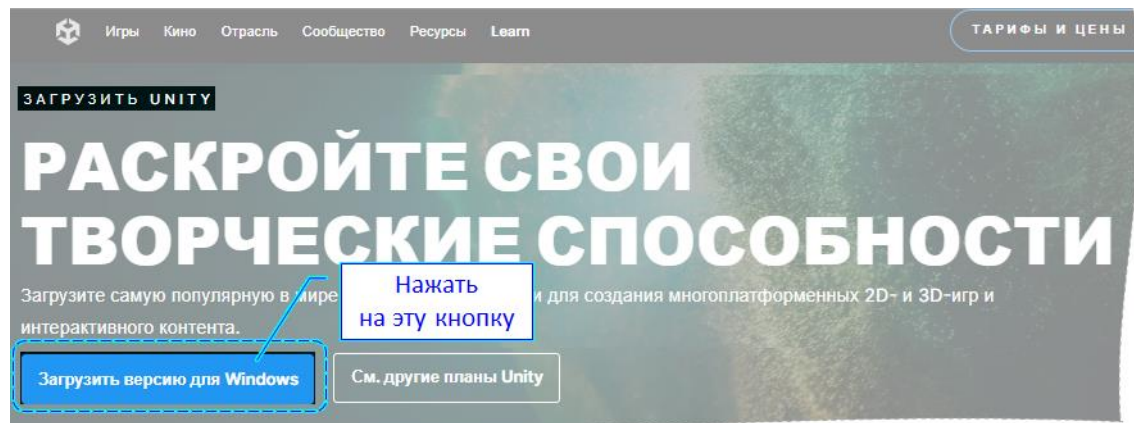 Игры Кино Отрасль Сообщество Ресурсы Learn ТАРИФЫ И ЦЕНЫ
ЗАГРУЗИТЬ UNITY
РАСКРОЙТЕ СВОИ
ТВОРЧЕСКИЕ СПОСОБНОСТИ
Нажать
на эту кнопку
Загрузите самую популярную в мире и для создания многоплатформенных 2D- и 3D-игр и
интерактивного контента.
Загрузить версию для Windows См. другие планы Unity